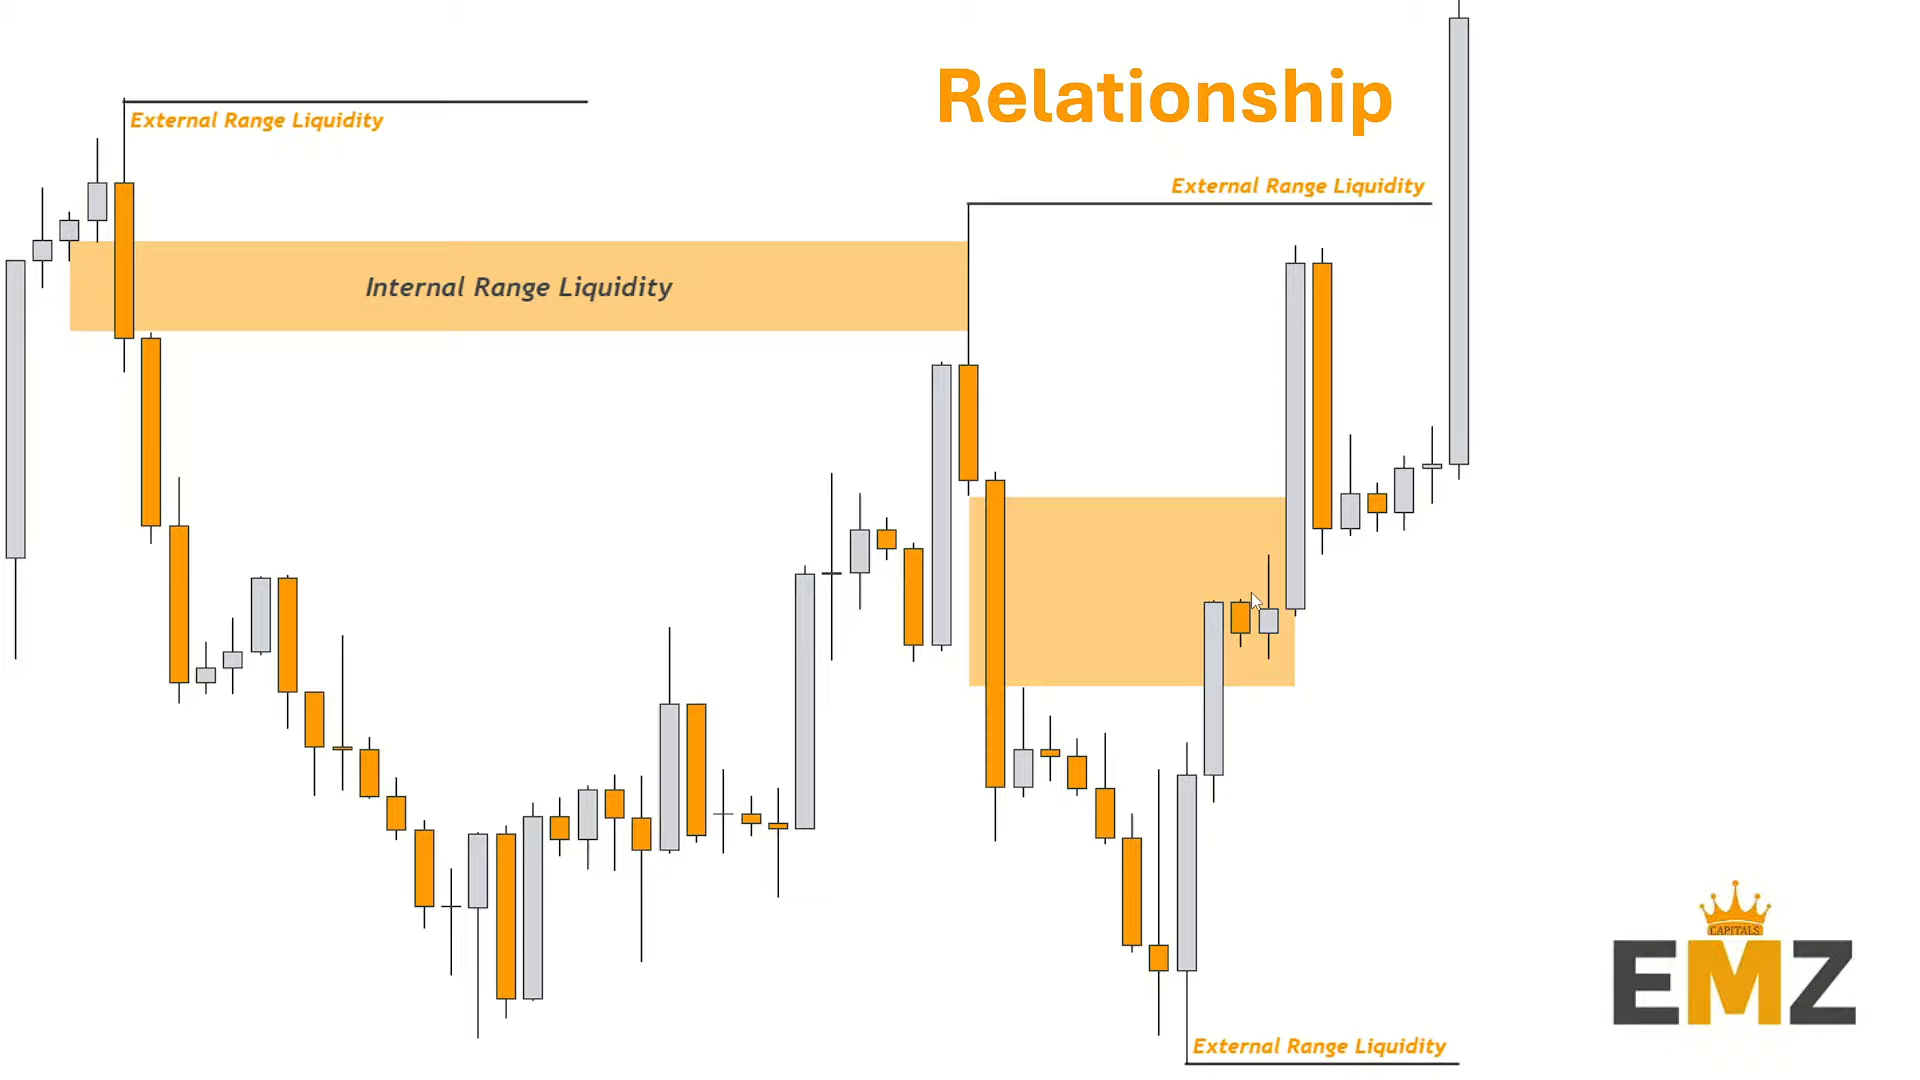 Relationship
External Range Liquidity
External Range Liquidity
Internal Range Liquidity
CAPITALS
EMZ
External Range Liquidity